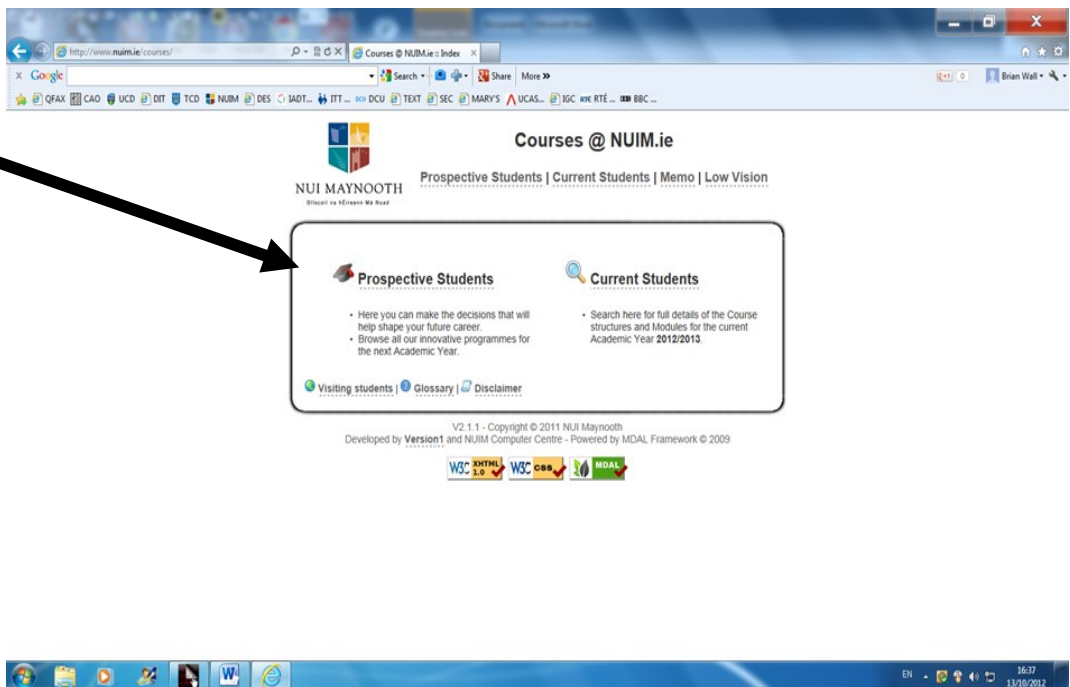 http://www.nuim.ie/courses/
Courses @ NUIM.ie :: Index
x Google Search Share More »
Brian Wall
QFAX CAO UCD DIT TCD NUIM DES IADT... ITT ... DCU TEXT SEC MARY'S UCAS... IGC RTÉ ... BBC ...
NUI MAYNOOTH
Ollscoil na hÉireann Má Nuad
Courses @ NUIM.ie
Prospective Students | Current Students | Memo | Low Vision
Prospective Students
• Here you can make the decisions that will
help shape your future career.
• Browse all our innovative programmes for
the next Academic Year.
Current Students
• Search here for full details of the Course
structures and Modules for the current
Academic Year 2012/2013.
Visiting students | Glossary | Disclaimer
V2.1.1 - Copyright © 2011 NUI Maynooth
Developed by Version1 and NUIM Computer Centre - Powered by MDAL Framework © 2009
W3C XHTML 1.0 W3C CSS MDAL
EN
16:37
13/10/2012